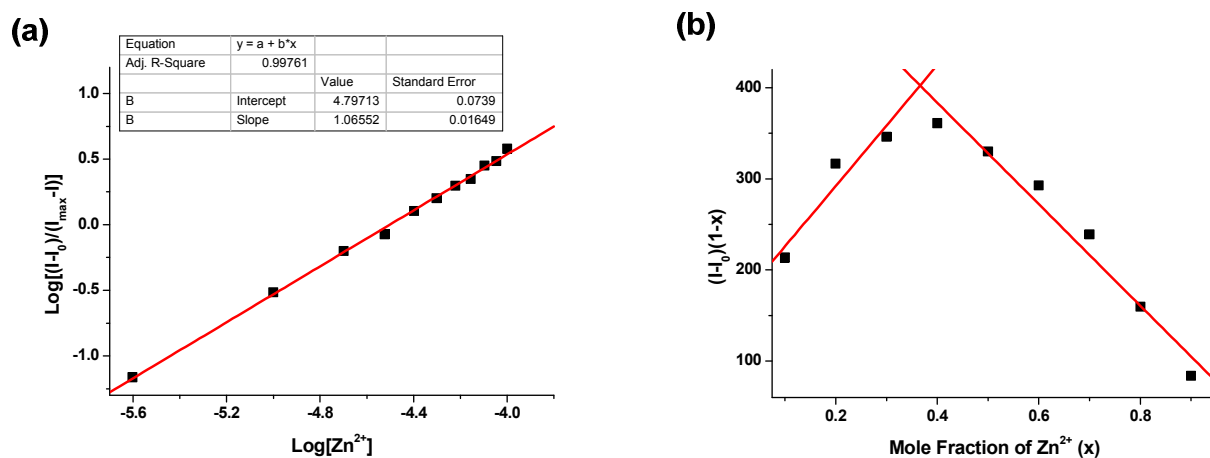 (a)
Equation y = a + b*x
Adj. R-Square 0.99761
Value Standard Error
B Intercept 4.79713 0.0739
B Slope 1.06552 0.01649
1.0
0.5
0.0
-0.5
-1.0
Log[(I-I₀)/(Iₘₐₓ-I)]
-5.6 -5.2 -4.8 -4.4 -4.0
Log[Zn²⁺]
(b)
400
300
200
100
(I-I₀)(1-x)
0.2 0.4 0.6 0.8
Mole Fraction of Zn²⁺ (x)